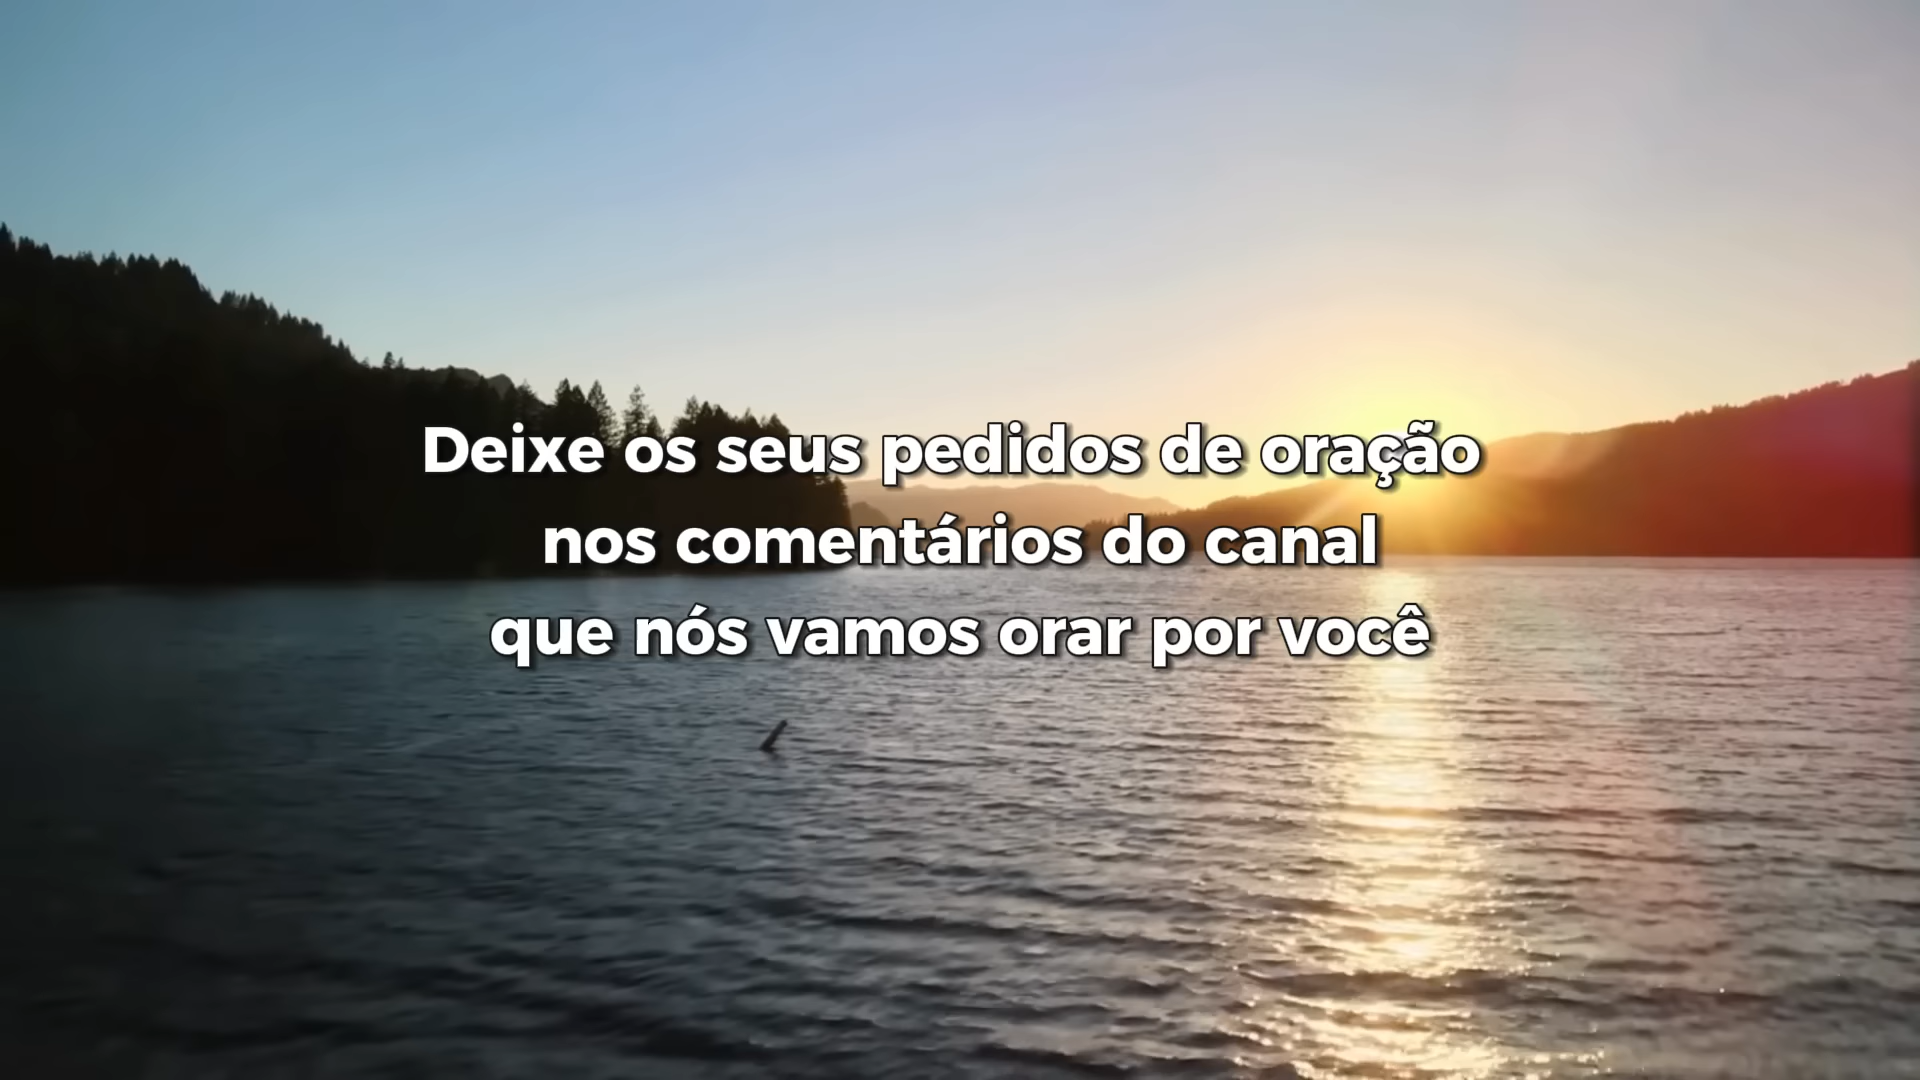 Deixe os seus pedidos de oração
nos comentários do canal
que nós vamos orar por você